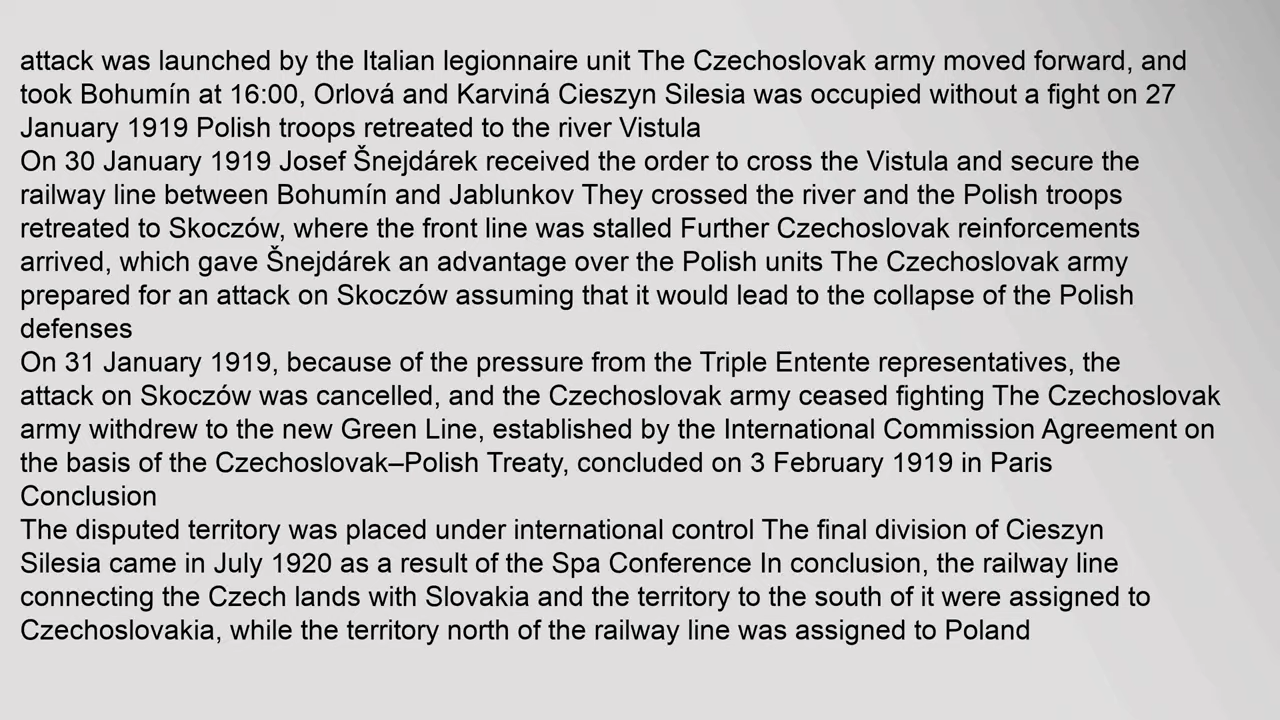 attack was launched by the Italian legionnaire unit The Czechoslovak army moved forward, and
took Bohumín at 16:00, Orlová and Karviná Cieszyn Silesia was occupied without a fight on 27
January 1919 Polish troops retreated to the river Vistula
On 30 January 1919 Josef Šnejdárek received the order to cross the Vistula and secure the
railway line between Bohumín and Jablunkov They crossed the river and the Polish troops
retreated to Skoczów, where the front line was stalled Further Czechoslovak reinforcements
arrived, which gave Šnejdárek an advantage over the Polish units The Czechoslovak army
prepared for an attack on Skoczów assuming that it would lead to the collapse of the Polish
defenses
On 31 January 1919, because of the pressure from the Triple Entente representatives, the
attack on Skoczów was cancelled, and the Czechoslovak army ceased fighting The Czechoslovak
army withdrew to the new Green Line, established by the International Commission Agreement on
the basis of the Czechoslovak–Polish Treaty, concluded on 3 February 1919 in Paris
Conclusion
The disputed territory was placed under international control The final division of Cieszyn
Silesia came in July 1920 as a result of the Spa Conference In conclusion, the railway line
connecting the Czech lands with Slovakia and the territory to the south of it were assigned to
Czechoslovakia, while the territory north of the railway line was assigned to Poland